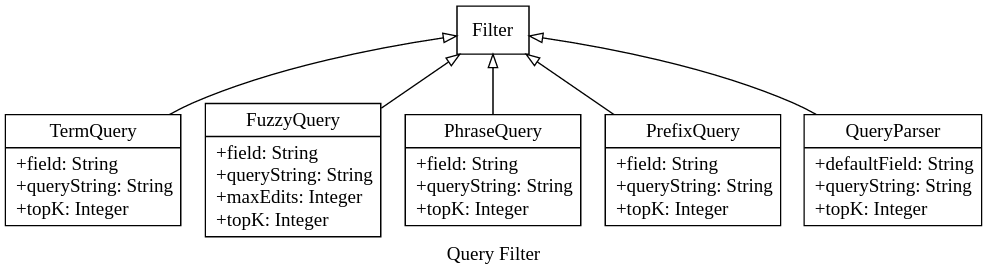 Filter
TermQuery
+field: String
+queryString: String
+topK: Integer
FuzzyQuery
+field: String
+queryString: String
+maxEdits: Integer
+topK: Integer
PhraseQuery
+field: String
+queryString: String
+topK: Integer
PrefixQuery
+field: String
+queryString: String
+topK: Integer
QueryParser
+defaultField: String
+queryString: String
+topK: Integer
Query Filter